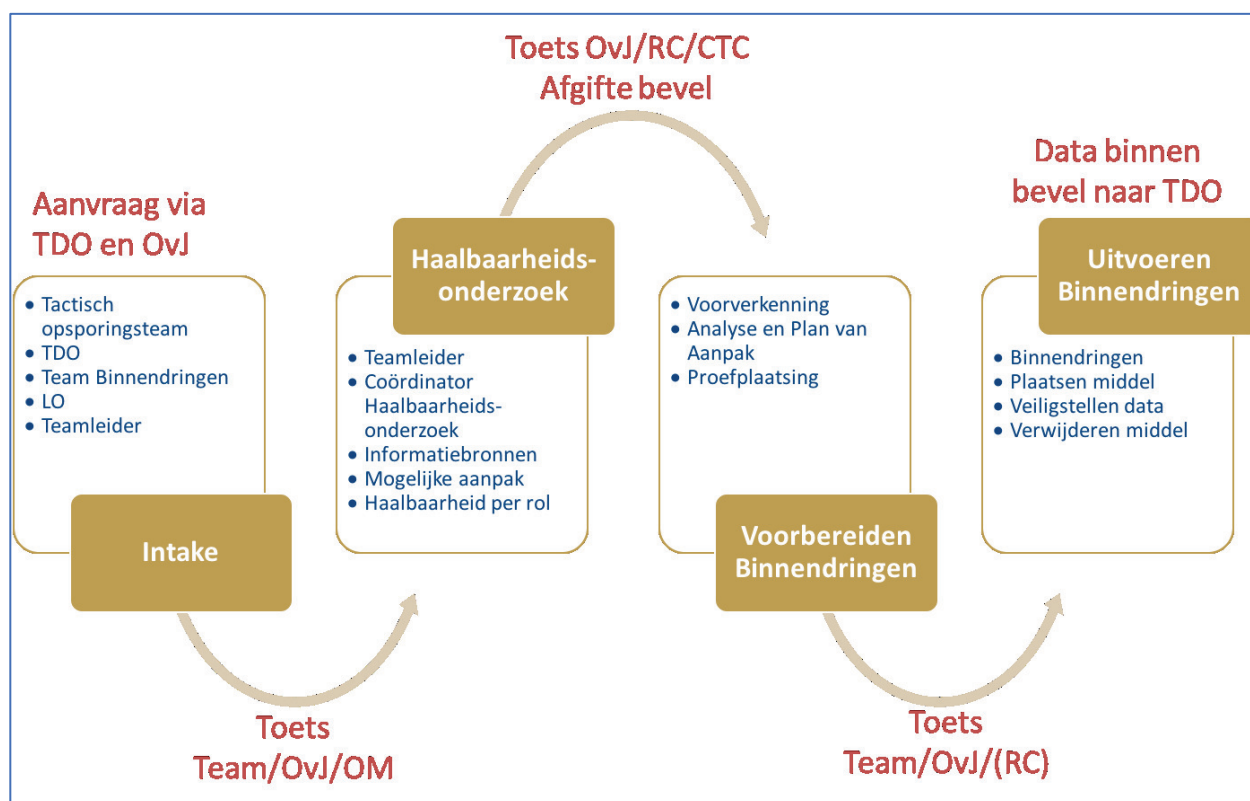 Aanvraag via
TDO en OvJ
• Tactisch
opsporingsteam
• TDO
• Team Binnendringen
• LO
• Teamleider
Intake
Toets
Team/OvJ/OM
Haalbaarheids-
onderzoek
• Teamleider
• Coördinator
Haalbaarheids-
onderzoek
• Informatiebronnen
• Mogelijke aanpak
• Haalbaarheid per rol
Toets OvJ/RC/CTC
Afgifte bevel
• Voorverkenning
• Analyse en Plan van
Aanpak
• Proefplaatsing
Voorbereiden
Binnendringen
Toets
Team/OvJ/(RC)
Data binnen
bevel naar TDO
Uitvoeren
Binnendringen
• Binnendringen
• Plaatsen middel
• Veiligstellen data
• Verwijderen middel